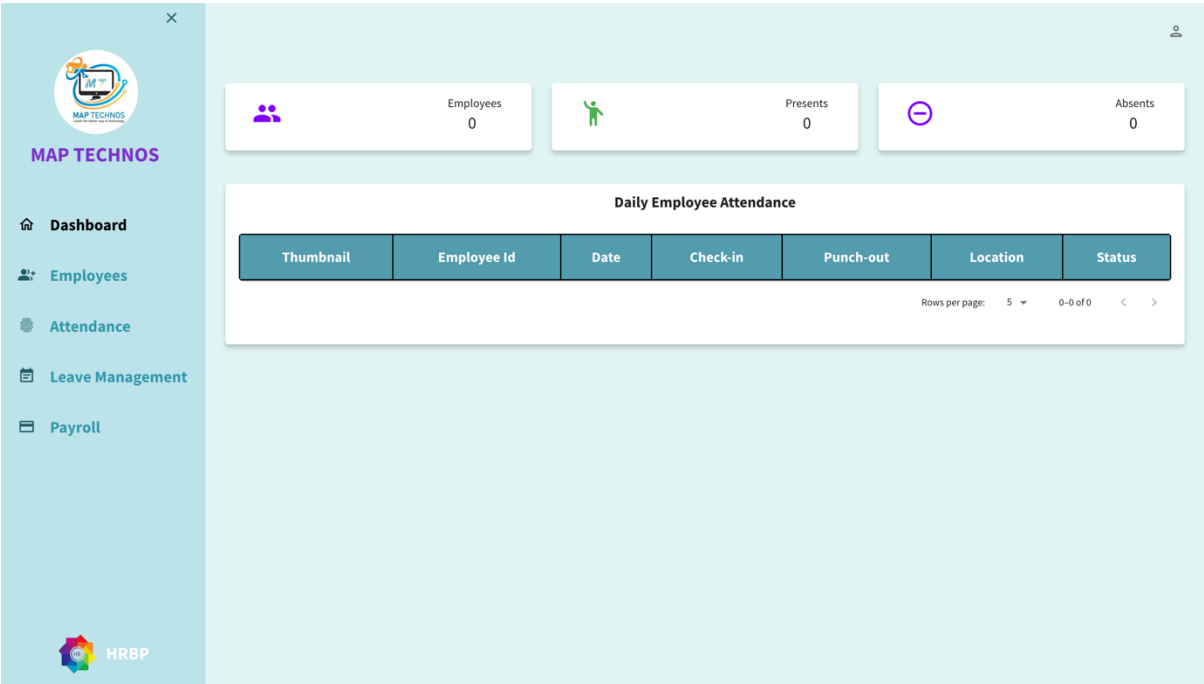 MT
MAP TECHNOS
MAP TECHNOS
Dashboard
Employees
Attendance
Leave Management
Payroll
HR
HRBP
Employees
0
Presents
0
Absents
0
Daily Employee Attendance
Thumbnail Employee Id Date Check-in Punch-out Location Status
Rows per page: 5 0–0 of 0